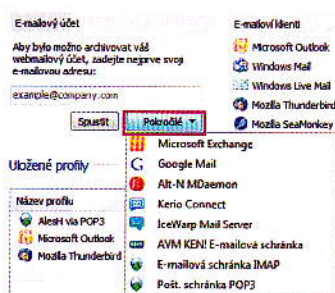 E-mailový účet
Aby bylo možno archivovat váš
webmailový účet, zadejte nejprve svoji
e-mailovou adresu:
example@company.com
Spustit
Pokročilé
E-mailoví klienti
Microsoft Outlook
Windows Mail
Windows Live Mail
Mozilla Thunderbird
Mozilla SeaMonkey
Microsoft Exchange
Google Mail
Alt-N MDaemon
Kerio Connect
IceWarp Mail Server
AVM KEN! E-mailová schránka
E-mailová schránka IMAP
Pošt. schránka POP3
Uložené profily
Název profilu
AlesH via POP3
Microsoft Outlook
Mozilla Thunderbird